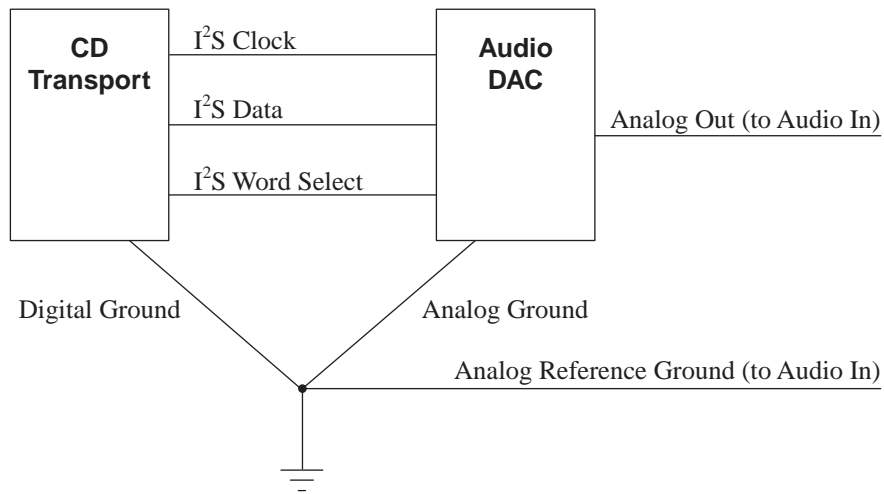 CD
Transport
I²S Clock
I²S Data
I²S Word Select
Audio
DAC
Analog Out (to Audio In)
Digital Ground
Analog Ground
Analog Reference Ground (to Audio In)